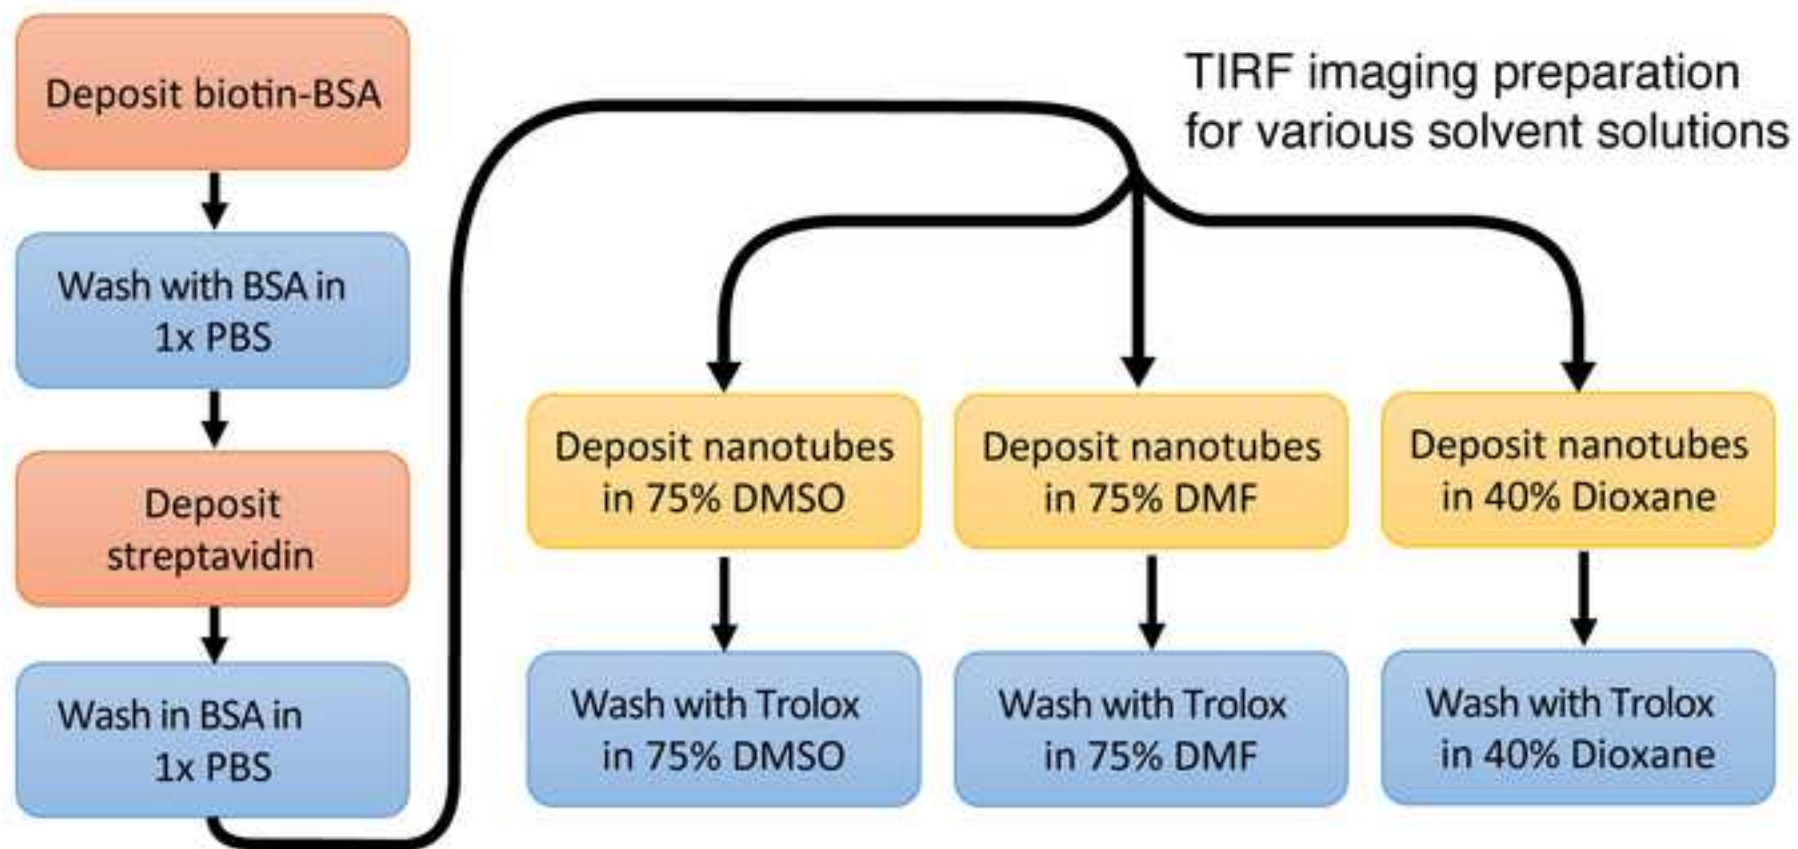 Deposit biotin-BSA
Wash with BSA in
1x PBS
Deposit
streptavidin
Wash in BSA in
1x PBS
TIRF imaging preparation
for various solvent solutions
Deposit nanotubes
in 75% DMSO
Deposit nanotubes
in 75% DMF
Deposit nanotubes
in 40% Dioxane
Wash with Trolox
in 75% DMSO
Wash with Trolox
in 75% DMF
Wash with Trolox
in 40% Dioxane